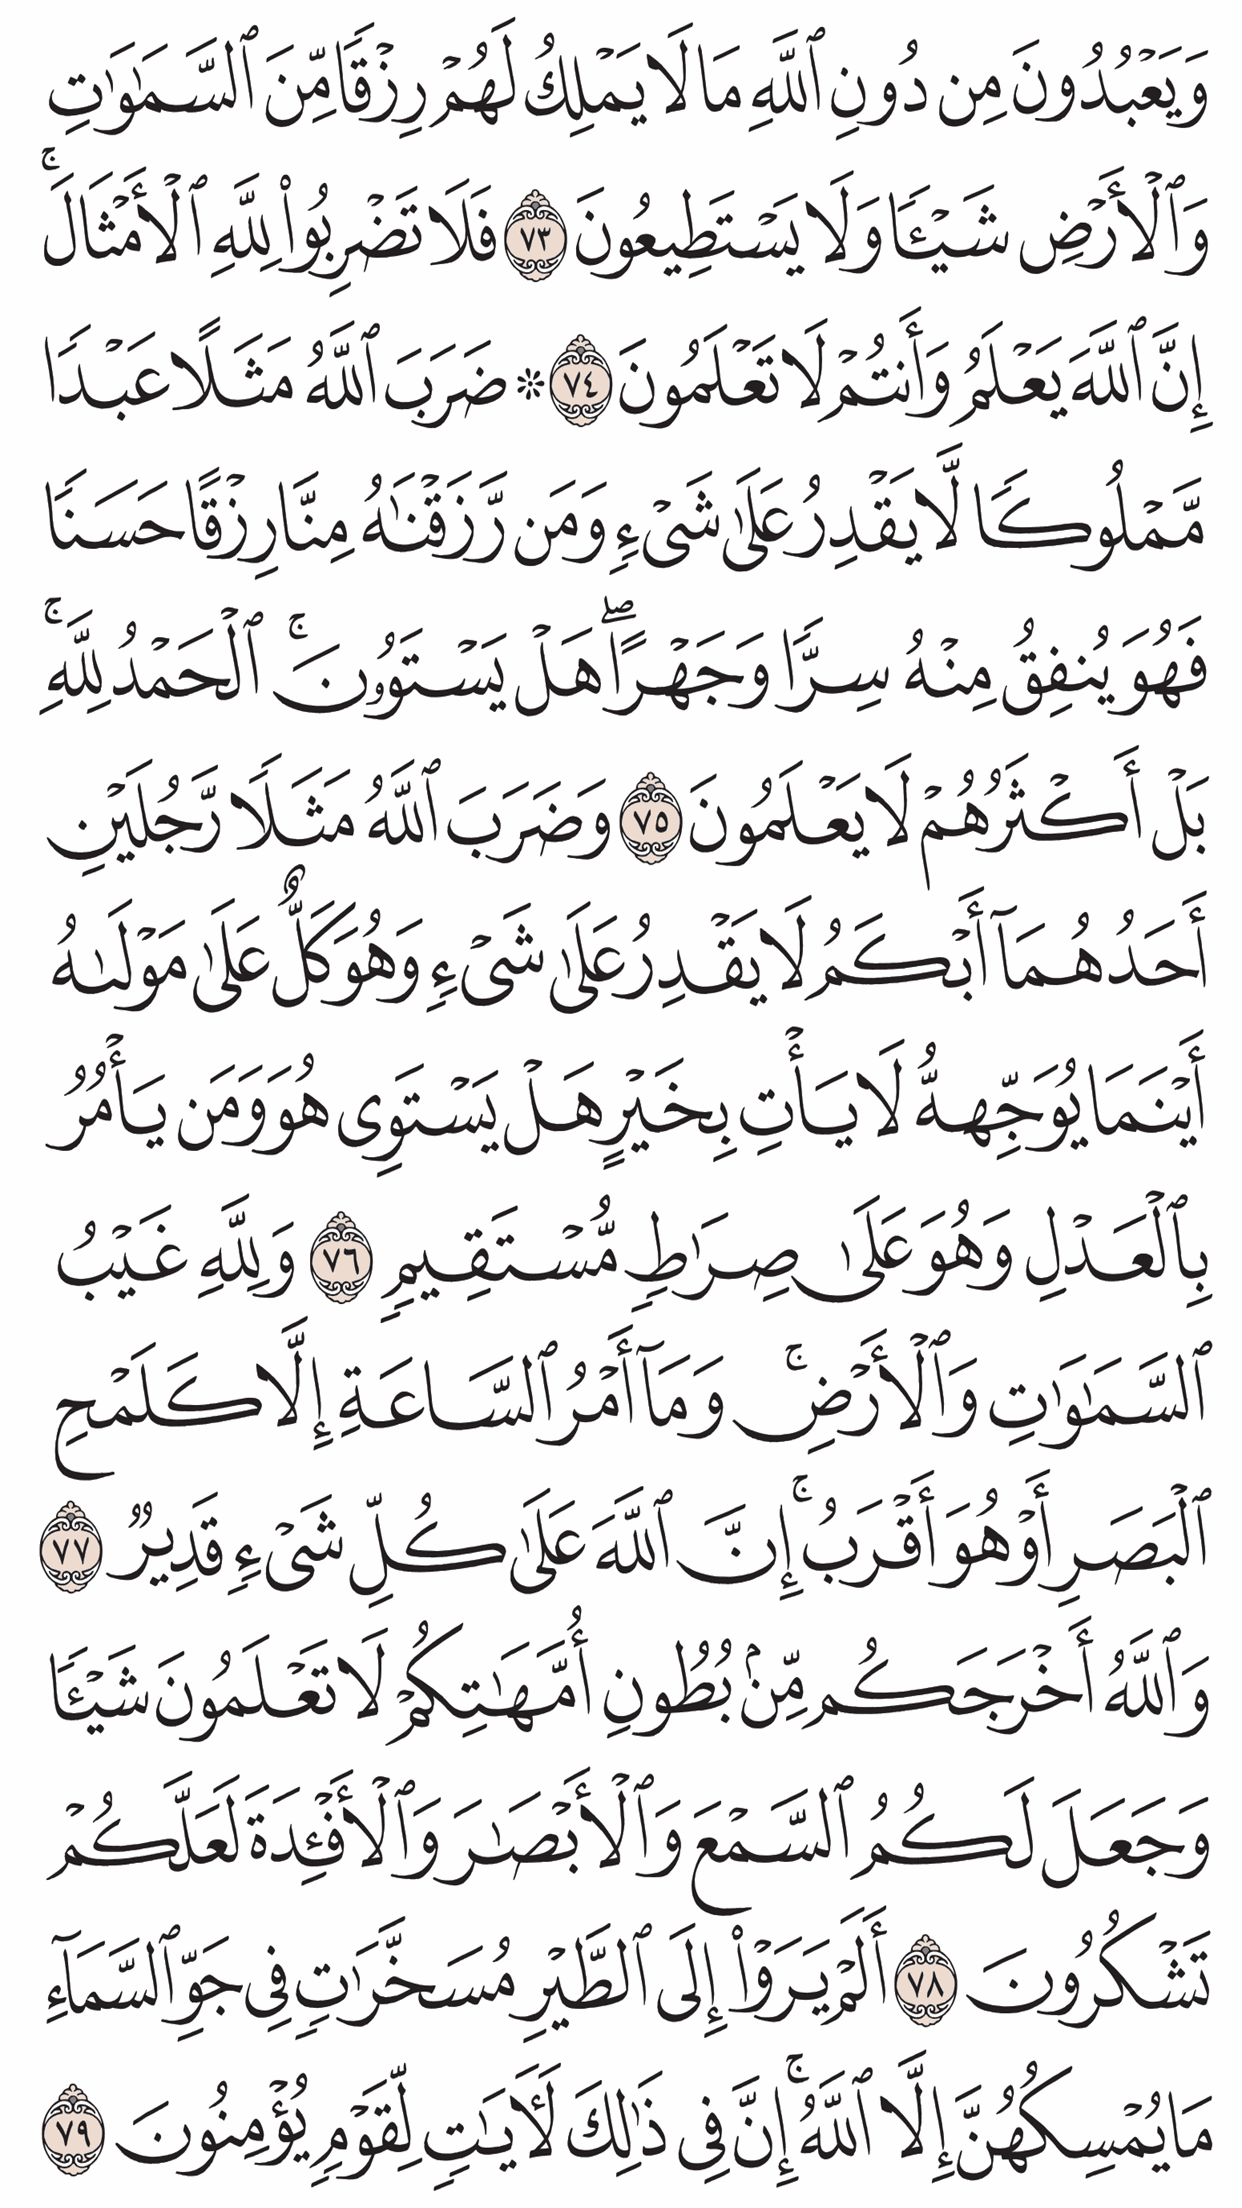 وَيَعْبُدُونَ مِن دُونِ ٱللَّهِ مَا لَا يَمْلِكُ لَهُمْ رِزْقًا مِّنَ ٱلسَّمَٰوَٰتِ
وَٱلْأَرْضِ شَيْـًٔا وَلَا يَسْتَطِيعُونَ ٧٣ فَلَا تَضْرِبُوا۟ لِلَّهِ ٱلْأَمْثَالَ ۚ
إِنَّ ٱللَّهَ يَعْلَمُ وَأَنتُمْ لَا تَعْلَمُونَ ٧٤ ۞ ضَرَبَ ٱللَّهُ مَثَلًا عَبْدًا
مَّمْلُوكًا لَّا يَقْدِرُ عَلَىٰ شَىْءٍ وَمَن رَّزَقْنَٰهُ مِنَّا رِزْقًا حَسَنًا
فَهُوَ يُنفِقُ مِنْهُ سِرًّا وَجَهْرًا ۖ هَلْ يَسْتَوُۥنَ ۚ ٱلْحَمْدُ لِلَّهِ ۚ
بَلْ أَكْثَرُهُمْ لَا يَعْلَمُونَ ٧٥ وَضَرَبَ ٱللَّهُ مَثَلًا رَّجُلَيْنِ
أَحَدُهُمَآ أَبْكَمُ لَا يَقْدِرُ عَلَىٰ شَىْءٍ وَهُوَ كَلٌّ عَلَىٰ مَوْلَىٰهُ
أَيْنَمَا يُوَجِّههُّ لَا يَأْتِ بِخَيْرٍ هَلْ يَسْتَوِى هُوَ وَمَن يَأْمُرُ
بِٱلْعَدْلِ وَهُوَ عَلَىٰ صِرَٰطٍ مُّسْتَقِيمٍ ٧٦ وَلِلَّهِ غَيْبُ
ٱلسَّمَٰوَٰتِ وَٱلْأَرْضِ ۚ وَمَآ أَمْرُ ٱلسَّاعَةِ إِلَّا كَلَمْحِ
ٱلْبَصَرِ أَوْ هُوَ أَقْرَبُ ۚ إِنَّ ٱللَّهَ عَلَىٰ كُلِّ شَىْءٍ قَدِيرٌ ٧٧
وَٱللَّهُ أَخْرَجَكُم مِّنۢ بُطُونِ أُمَّهَٰتِكُمْ لَا تَعْلَمُونَ شَيْـًٔا
وَجَعَلَ لَكُمُ ٱلسَّمْعَ وَٱلْأَبْصَٰرَ وَٱلْأَفْـِٔدَةَ لَعَلَّكُمْ
تَشْكُرُونَ ٧٨ أَلَمْ يَرَوْا۟ إِلَى ٱلطَّيْرِ مُسَخَّرَٰتٍ فِى جَوِّ ٱلسَّمَآءِ
مَا يُمْسِكُهُنَّ إِلَّا ٱللَّهُ ۚ إِنَّ فِى ذَٰلِكَ لَـَٔايَٰتٍ لِّقَوْمٍ يُؤْمِنُونَ ٧٩